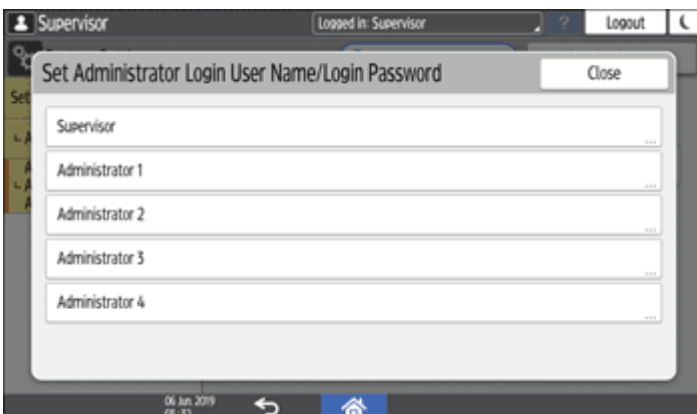 Supervisor
Logged in: Supervisor
?
Logout
Set Administrator Login User Name/Login Password
Close
Set
Supervisor
...
Administrator 1
...
Administrator 2
...
Administrator 3
...
Administrator 4
...
06 Jun. 2019